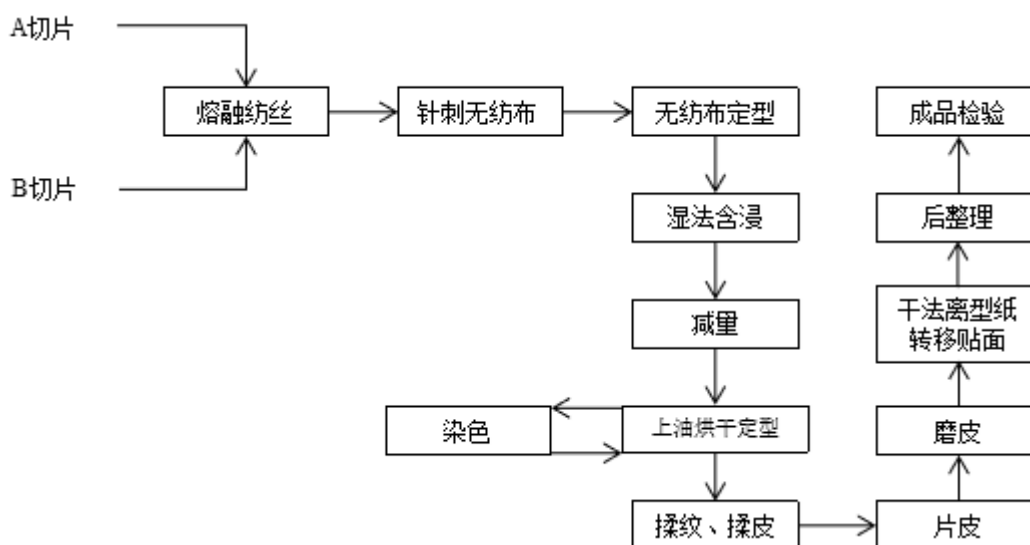 A切片
熔融纺丝
针刺无纺布
无纺布定型
成品检验
B切片
湿法含浸
后整理
减量
干法离型纸
转移贴面
染色
上油烘干定型
磨皮
揉纹、揉皮
片皮